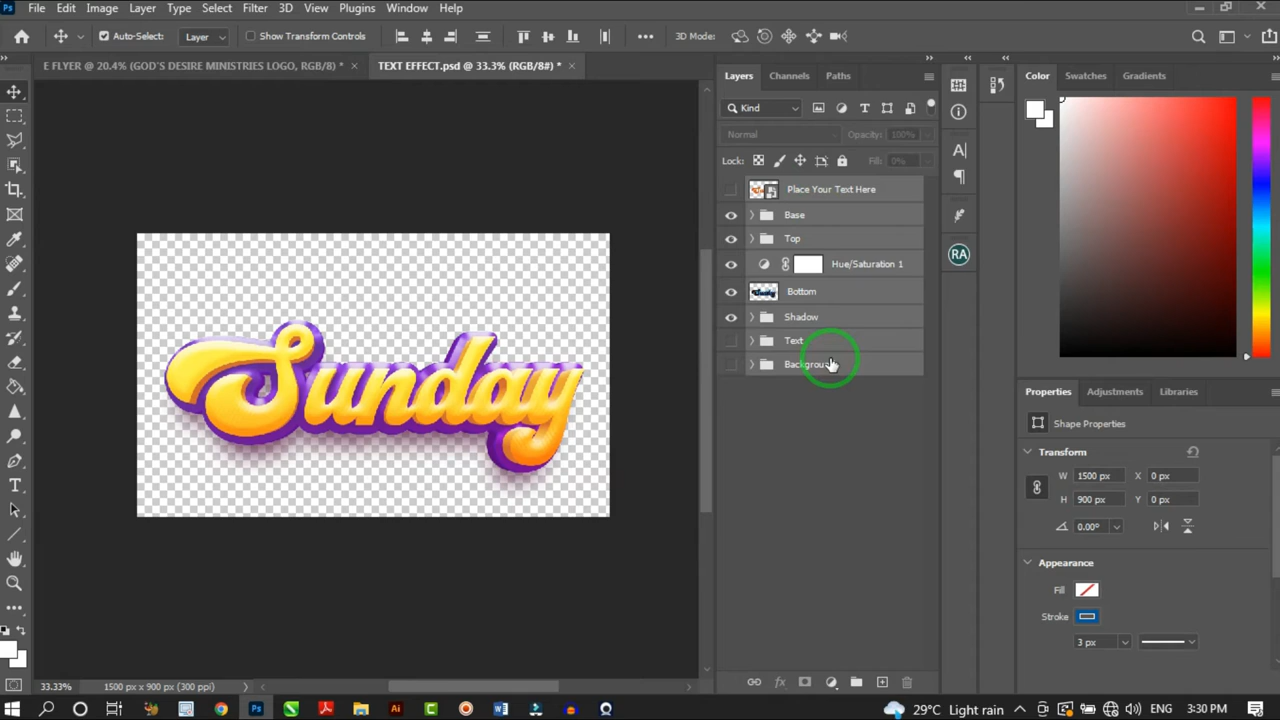 Ps File Edit Image Layer Type Select Filter 3D View Plugins Window Help
Auto-Select: Layer Show Transform Controls 3D Mode:
E FLYER @ 20.4% (GOD'S DESIRE MINISTRIES LOGO, RGB/8) * × TEXT EFFECT.psd @ 33.3% (RGB/8#) * ×
Layers Channels Paths
Kind
Normal Opacity: 100%
Lock: Fill: 0%
Place Your Text Here
Base
Top
Hue/Saturation 1
Bottom
Shadow
Text
Background
Sunday
RA
Color Swatches Gradients
Properties Adjustments Libraries
Shape Properties
Transform
W 1500 px X 0 px
H 900 px Y 0 px
0.00°
Appearance
Fill
Stroke
3 px
33.33% 1500 px x 900 px (300 ppi)
29°C Light rain ENG 3:30 PM